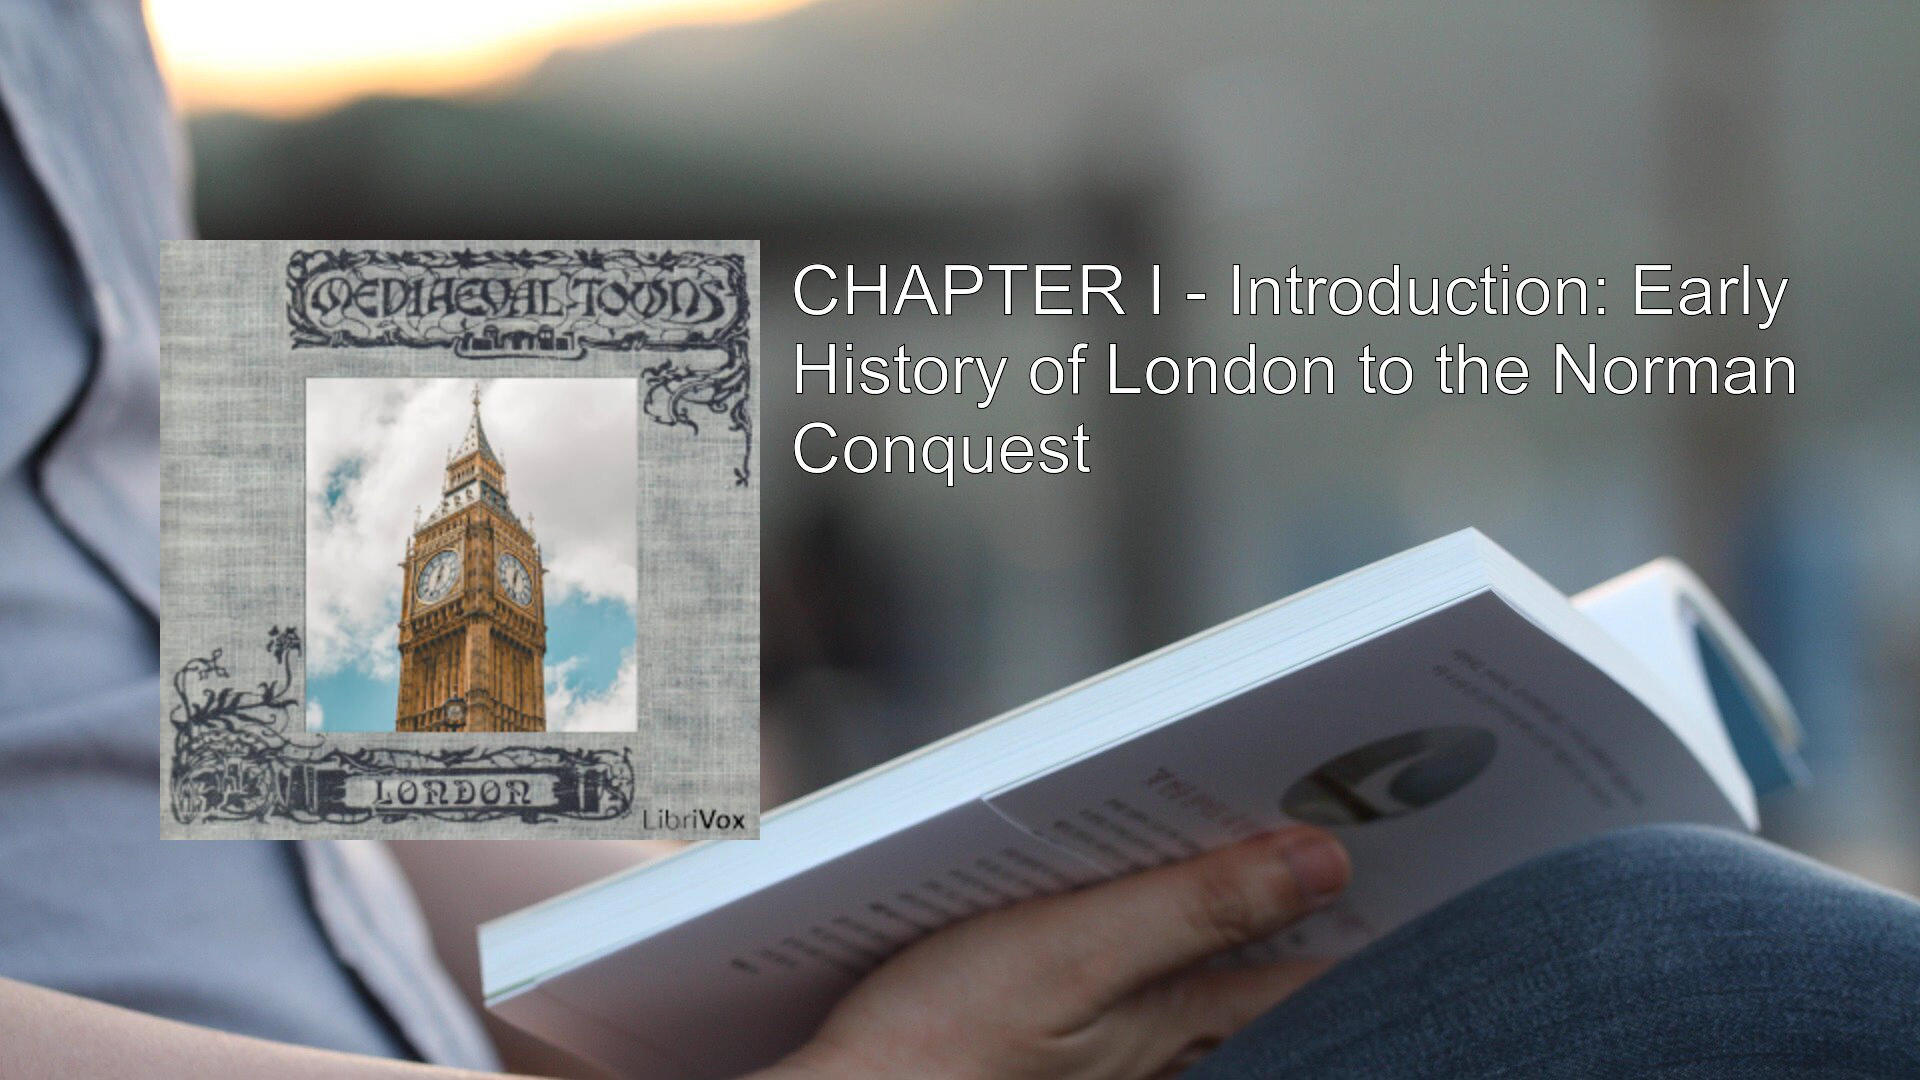 MEDIAEVAL TOWNS
LONDON
LibriVox
CHAPTER I - Introduction: Early
History of London to the Norman
Conquest